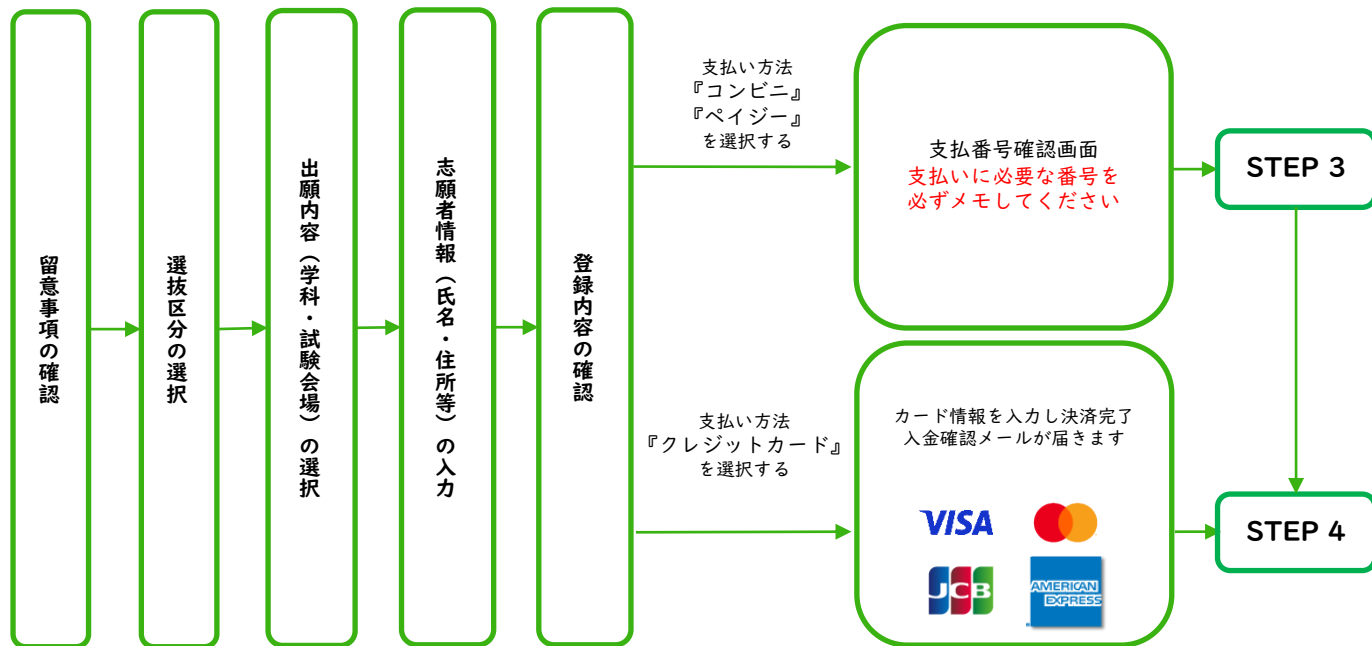 留意事項の確認
選抜区分の選択
出願内容（学科・試験会場）の選択
志願者情報（氏名・住所等）の入力
登録内容の確認
支払い方法
『コンビニ』
『ペイジー』
を選択する
支払番号確認画面
支払いに必要な番号を
必ずメモしてください
STEP 3
支払い方法
『クレジットカード』
を選択する
カード情報を入力し決済完了
入金確認メールが届きます
VISA
JCB
AMERICAN
EXPRESS
STEP 4